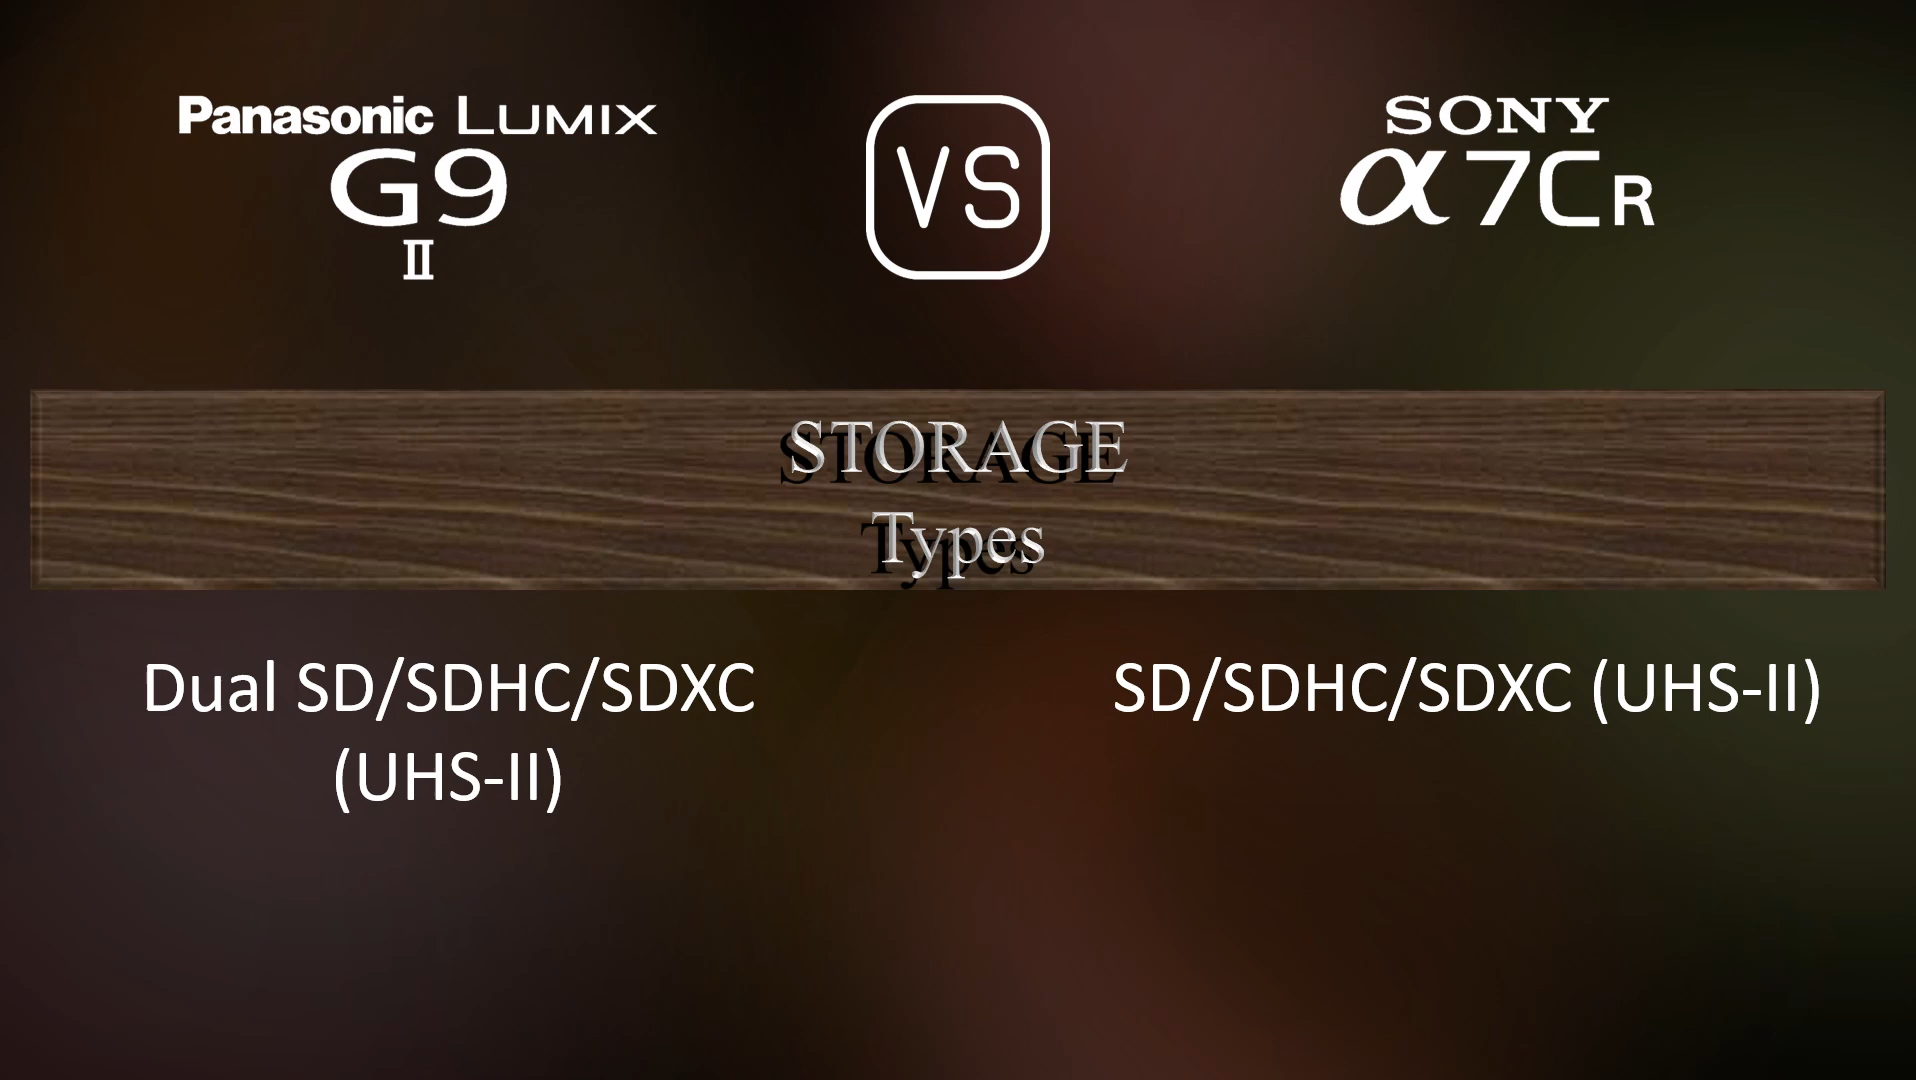 Panasonic LUMIX
G9
II
VS
SONY
α7CR
STORAGE
Types
Dual SD/SDHC/SDXC
(UHS-II)
SD/SDHC/SDXC (UHS-II)